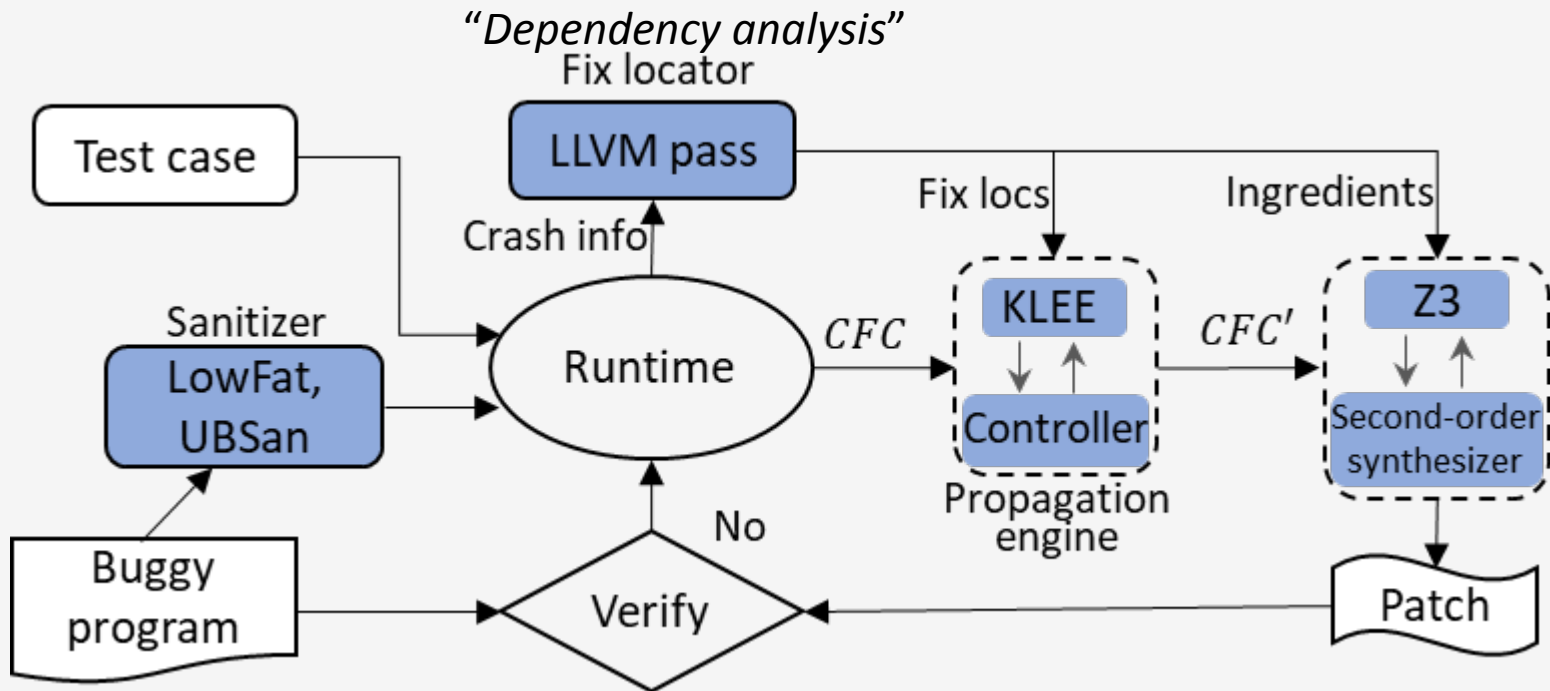 “Dependency analysis”
Fix locator
Test case
LLVM pass
Fix locs
Ingredients
Crash info
Sanitizer
LowFat,
UBSan
Runtime
CFC
KLEE
Controller
Propagation
engine
CFC′
Z3
Second-order
synthesizer
No
Buggy
program
Verify
Patch